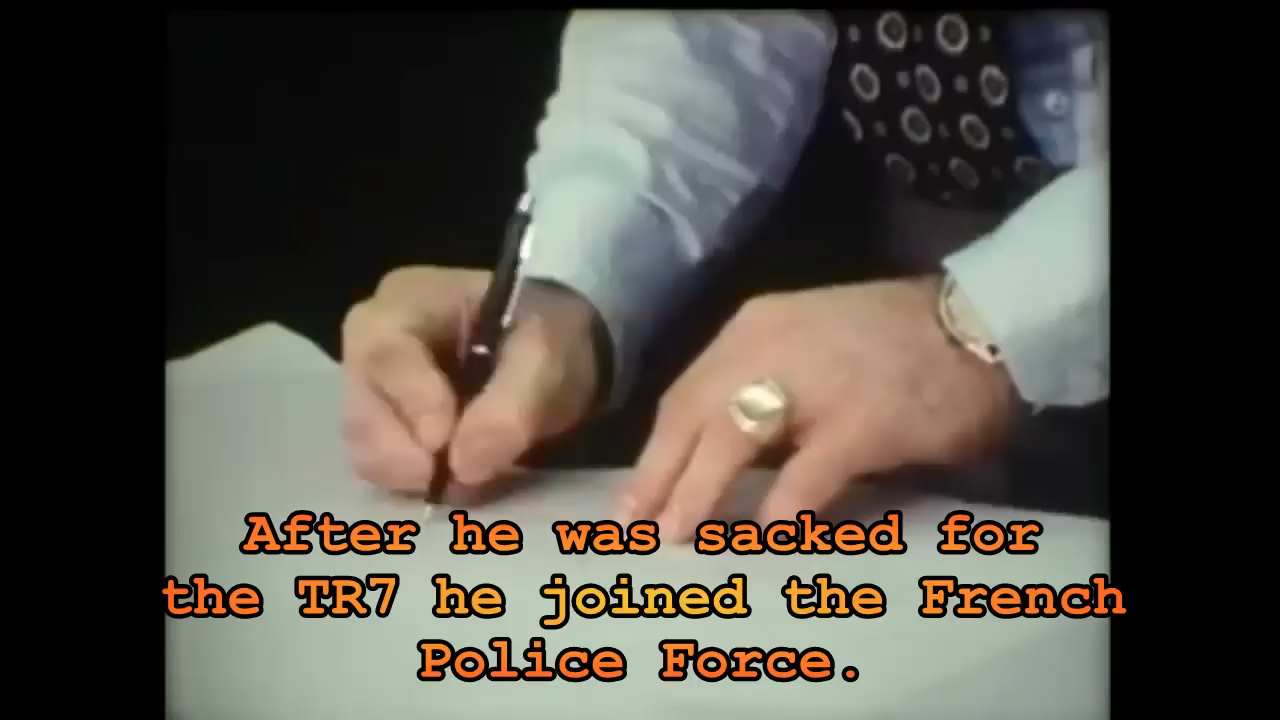 After he was sacked for
the TR7 he joined the French
Police Force.